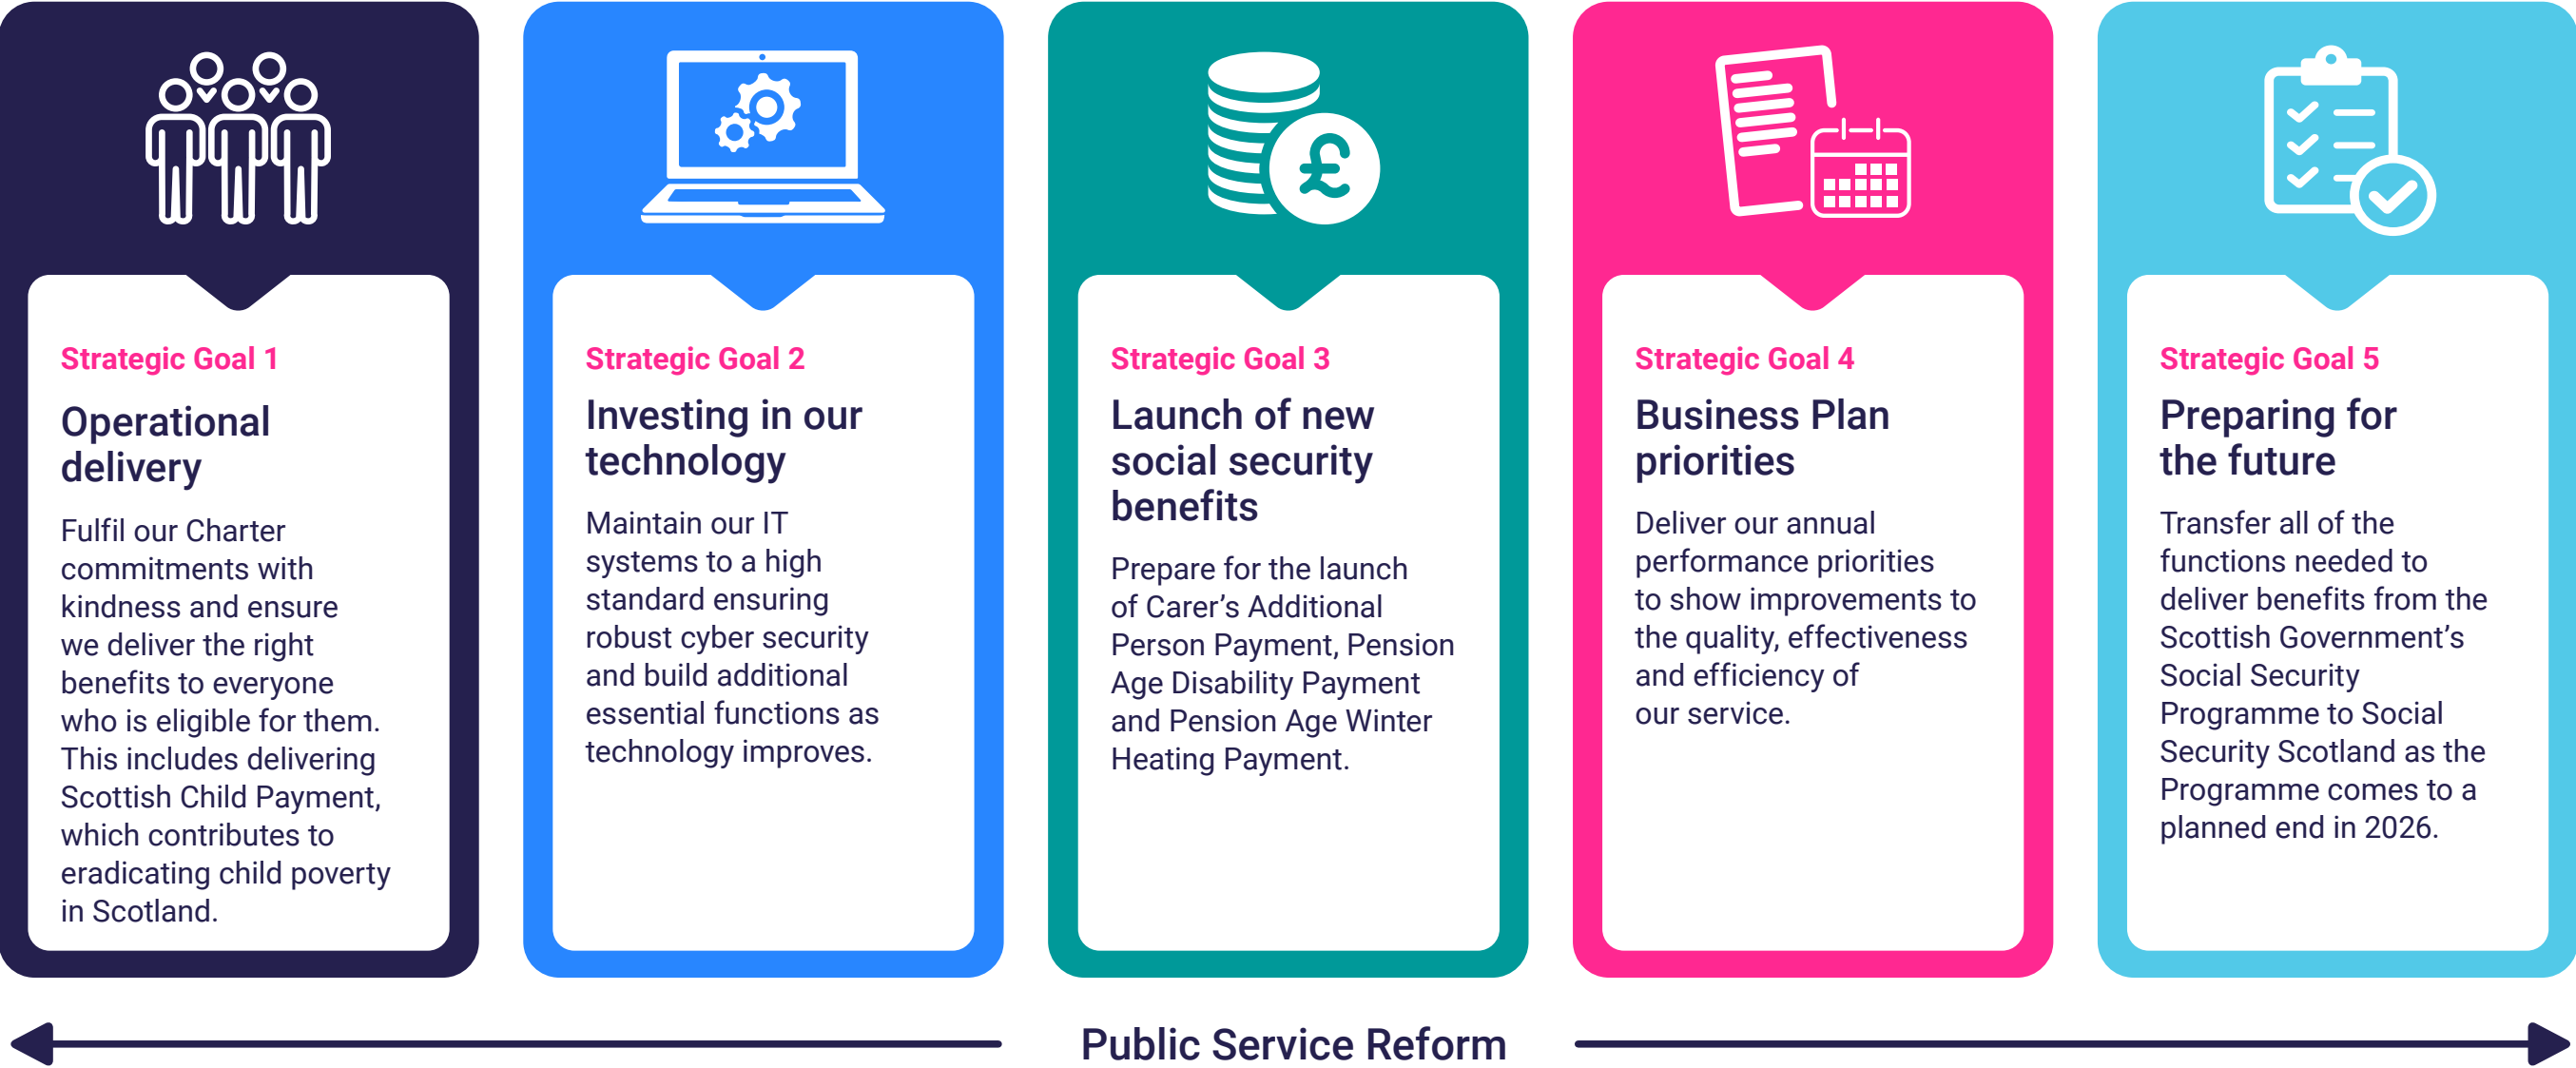 Strategic Goal 1
Operational
delivery
Fulfil our Charter
commitments with
kindness and ensure
we deliver the right
benefits to everyone
who is eligible for them.
This includes delivering
Scottish Child Payment,
which contributes to
eradicating child poverty
in Scotland.
Strategic Goal 2
Investing in our
technology
Maintain our IT
systems to a high
standard ensuring
robust cyber security
and build additional
essential functions as
technology improves.
£
Strategic Goal 3
Launch of new
social security
benefits
Prepare for the launch
of Carer’s Additional
Person Payment, Pension
Age Disability Payment
and Pension Age Winter
Heating Payment.
Strategic Goal 4
Business Plan
priorities
Deliver our annual
performance priorities
to show improvements to
the quality, effectiveness
and efficiency of
our service.
Strategic Goal 5
Preparing for
the future
Transfer all of the
functions needed to
deliver benefits from the
Scottish Government’s
Social Security
Programme to Social
Security Scotland as the
Programme comes to a
planned end in 2026.
Public Service Reform